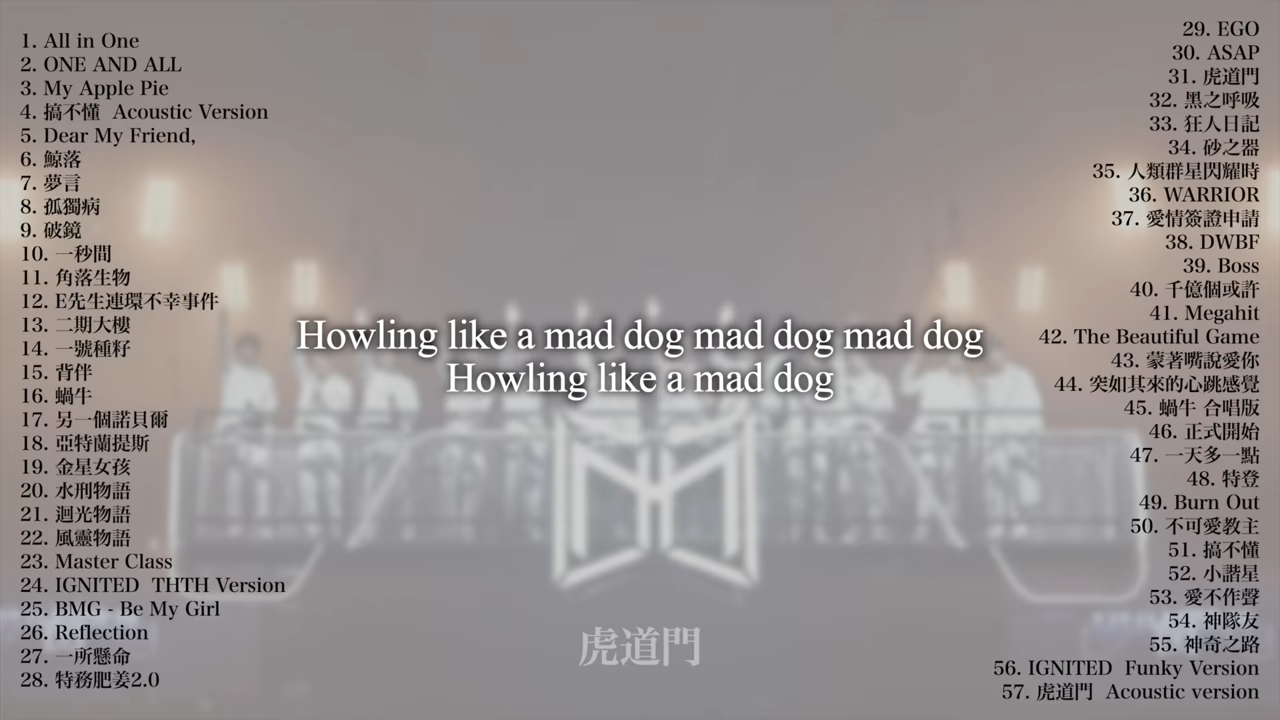 1. All in One
2. ONE AND ALL
3. My Apple Pie
4. 搞不懂  Acoustic Version
5. Dear My Friend,
6. 鯨落
7. 夢言
8. 孤獨病
9. 破鏡
10. 一秒間
11. 角落生物
12. E先生連環不幸事件
13. 二期大樓
14. 一號種籽
15. 背伴
16. 蝸牛
17. 另一個諾貝爾
18. 亞特蘭提斯
19. 金星女孩
20. 水刑物語
21. 迴光物語
22. 風靈物語
23. Master Class
24. IGNITED  THTH Version
25. BMG - Be My Girl
26. Reflection
27. 一所懸命
28. 特務肥姜2.0
Howling like a mad dog mad dog mad dog
Howling like a mad dog
虎道門
29. EGO
30. ASAP
31. 虎道門
32. 黑之呼吸
33. 狂人日記
34. 砂之器
35. 人類群星閃耀時
36. WARRIOR
37. 愛情簽證申請
38. DWBF
39. Boss
40. 千億個或許
41. Megahit
42. The Beautiful Game
43. 蒙著嘴說愛你
44. 突如其來的心跳感覺
45. 蝸牛 合唱版
46. 正式開始
47. 一天多一點
48. 特登
49. Burn Out
50. 不可愛教主
51. 搞不懂
52. 小諧星
53. 愛不作聲
54. 神隊友
55. 神奇之路
56. IGNITED  Funky Version
57. 虎道門  Acoustic version